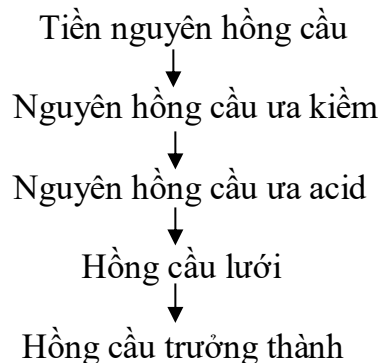 Tiền nguyên hồng cầu
Nguyên hồng cầu ưa kiềm
Nguyên hồng cầu ưa acid
Hồng cầu lưới
Hồng cầu trưởng thành